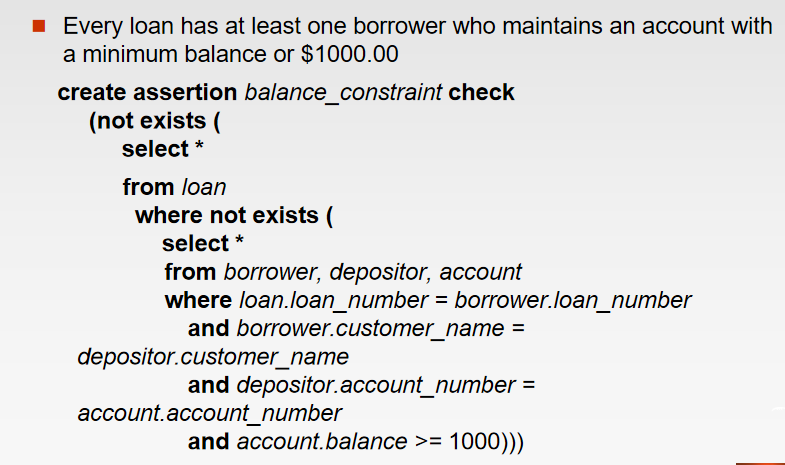 Every loan has at least one borrower who maintains an account with
a minimum balance or $1000.00
create assertion balance_constraint check
(not exists (
select *
from loan
where not exists (
select *
from borrower, depositor, account
where loan.loan_number = borrower.loan_number
and borrower.customer_name =
depositor.customer_name
and depositor.account_number =
account.account_number
and account.balance >= 1000)))